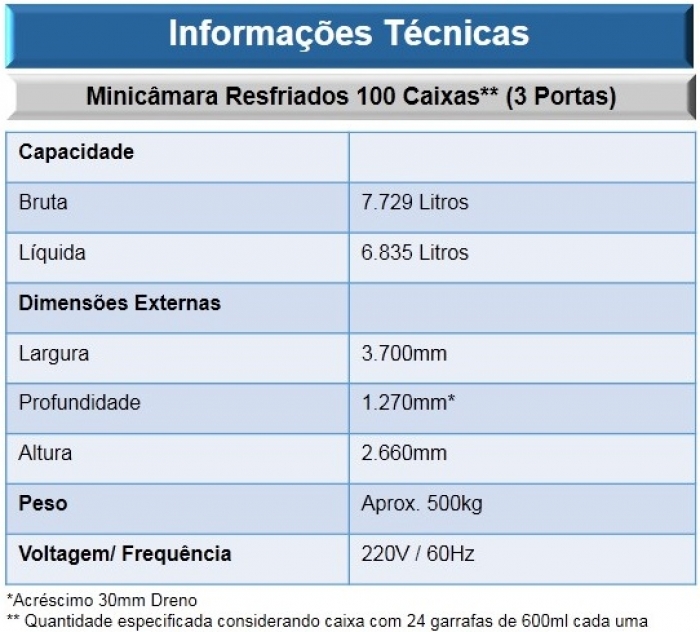 Informações Técnicas
Minicâmara Resfriados 100 Caixas** (3 Portas)
Capacidade
Bruta 7.729 Litros
Líquida 6.835 Litros
Dimensões Externas
Largura 3.700mm
Profundidade 1.270mm*
Altura 2.660mm
Peso Aprox. 500kg
Voltagem/ Frequência 220V / 60Hz
*Acréscimo 30mm Dreno
** Quantidade especificada considerando caixa com 24 garrafas de 600ml cada uma